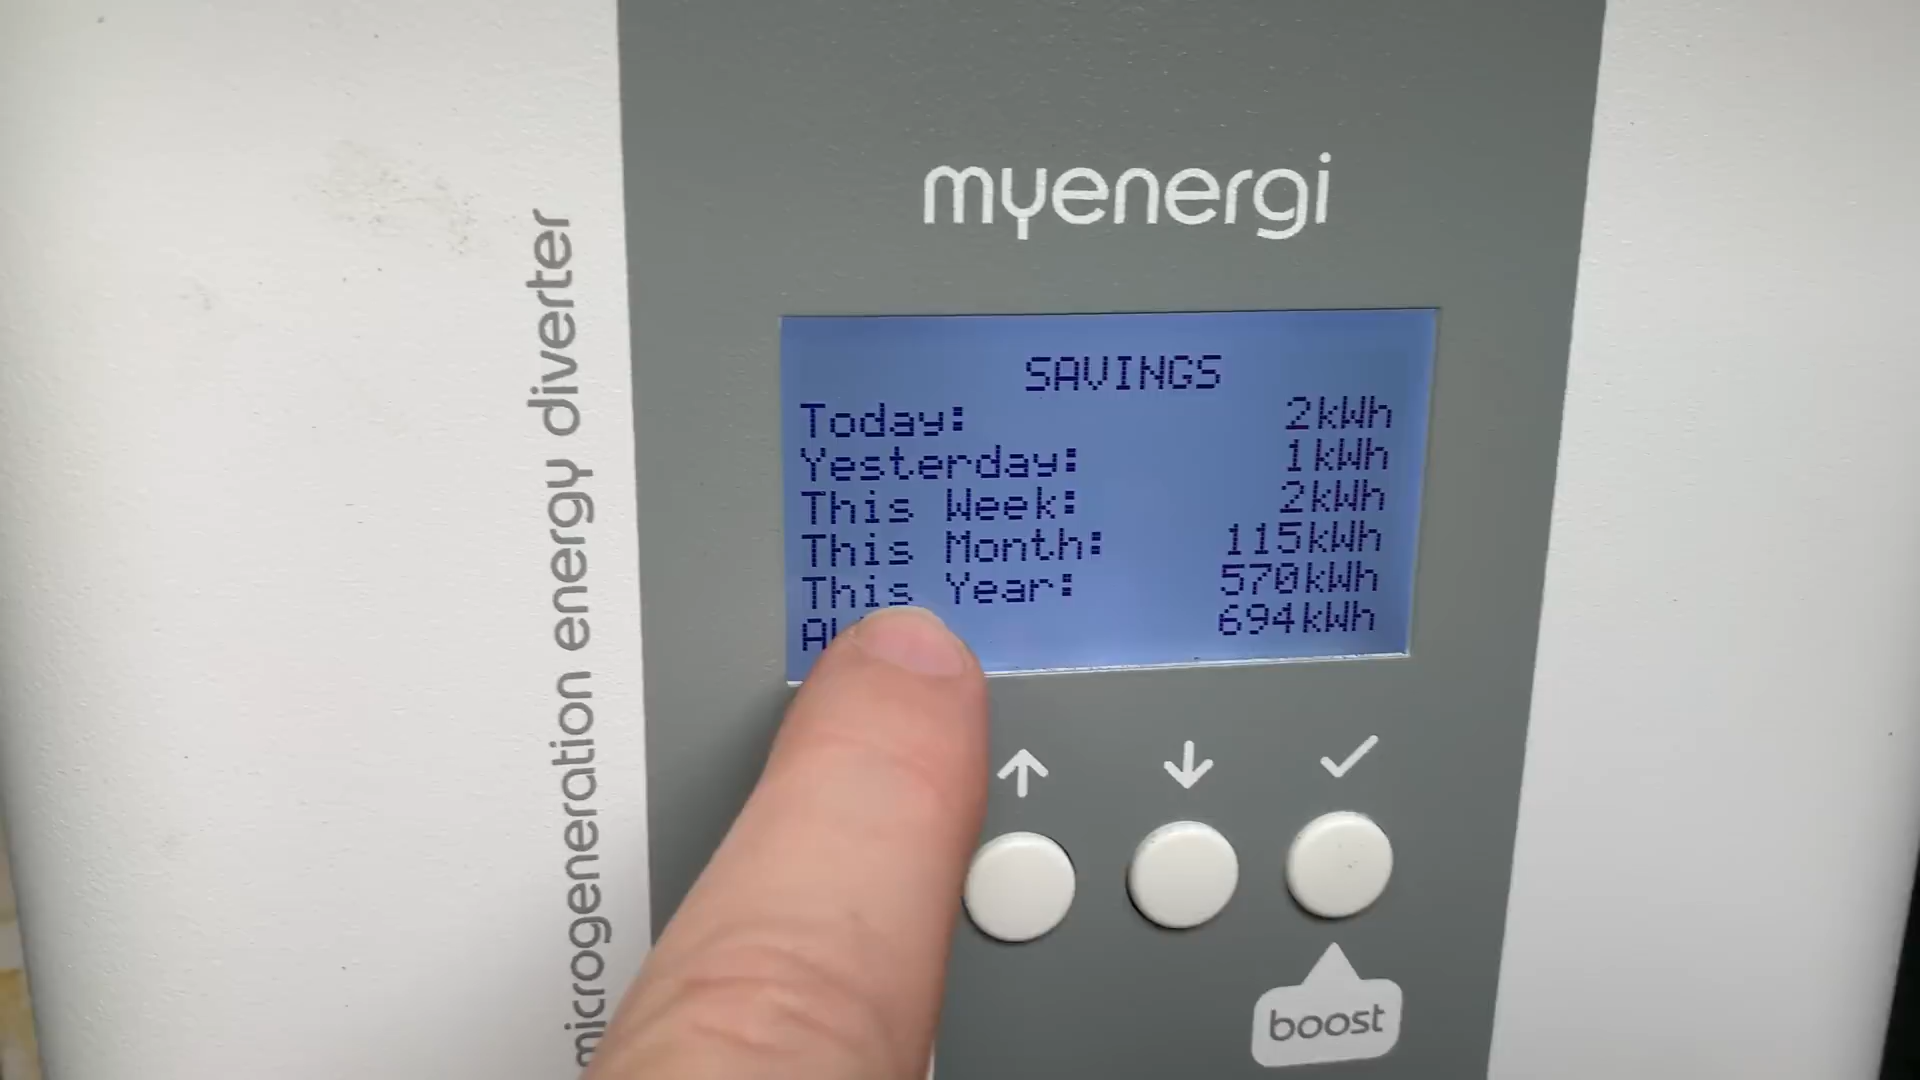 myenergi
microgeneration energy diverter
SAVINGS
Today: 2kWh
Yesterday: 1kWh
This Week: 2kWh
This Month: 115kWh
This Year: 570kWh
694kWh
boost